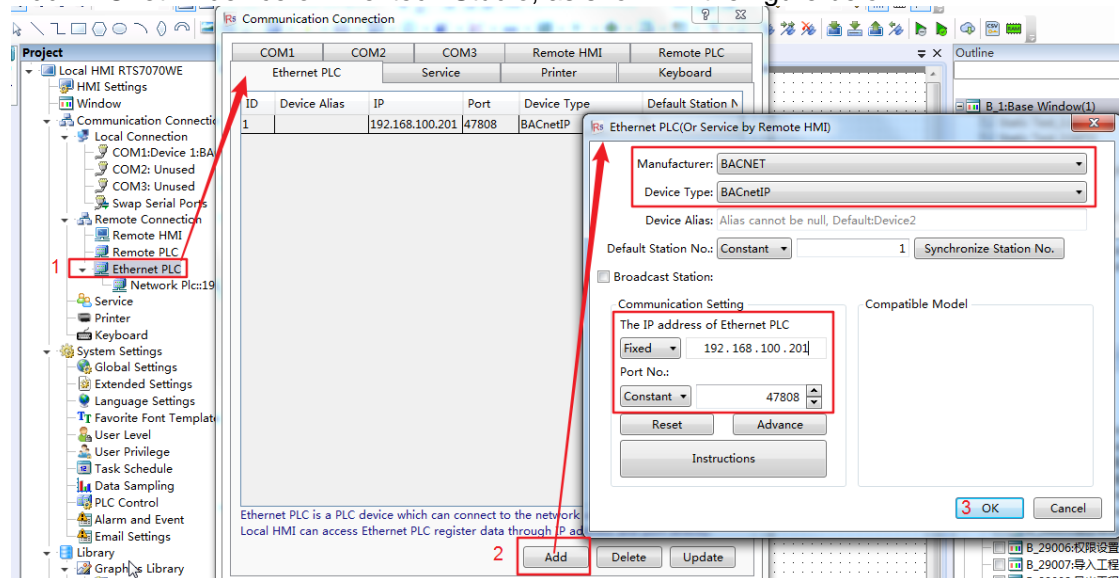 Communication Connection
Project
Local HMI RTS7070WE
HMI Settings
Window
Communication Connectic
Local Connection
COM1:Device 1:BA
COM2: Unused
COM3: Unused
Swap Serial Ports
Remote Connection
Remote HMI
Remote PLC
1 Ethernet PLC
Network Plc::19
Service
Printer
Keyboard
System Settings
Global Settings
Extended Settings
Language Settings
Favorite Font Template
User Level
User Privilege
Task Schedule
Data Sampling
PLC Control
Alarm and Event
Email Settings
Library
Graphics Library
COM1 COM2 COM3 Remote HMI Remote PLC
Ethernet PLC Service Printer Keyboard
ID Device Alias IP Port Device Type Default Station N
1 192.168.100.201 47808 BACnetIP
Ethernet PLC is a PLC device which can connect to the network
Local HMI can access Ethernet PLC register data through IP
2 Add Delete Update
Ethernet PLC(Or Service by Remote HMI)
Manufacturer: BACNET
Device Type: BACnetIP
Device Alias: Alias cannot be null, Default:Device2
Default Station No.: Constant 1 Synchronize Station No.
Broadcast Station:
Communication Setting
The IP address of Ethernet PLC
Fixed 192 . 168 . 100 . 201
Port No.:
Constant 47808
Reset Advance
Instructions
Compatible Model
3 OK Cancel
Outline
B_1:Base Window(1)
B_29006:权限设置
B_29007:导入工程